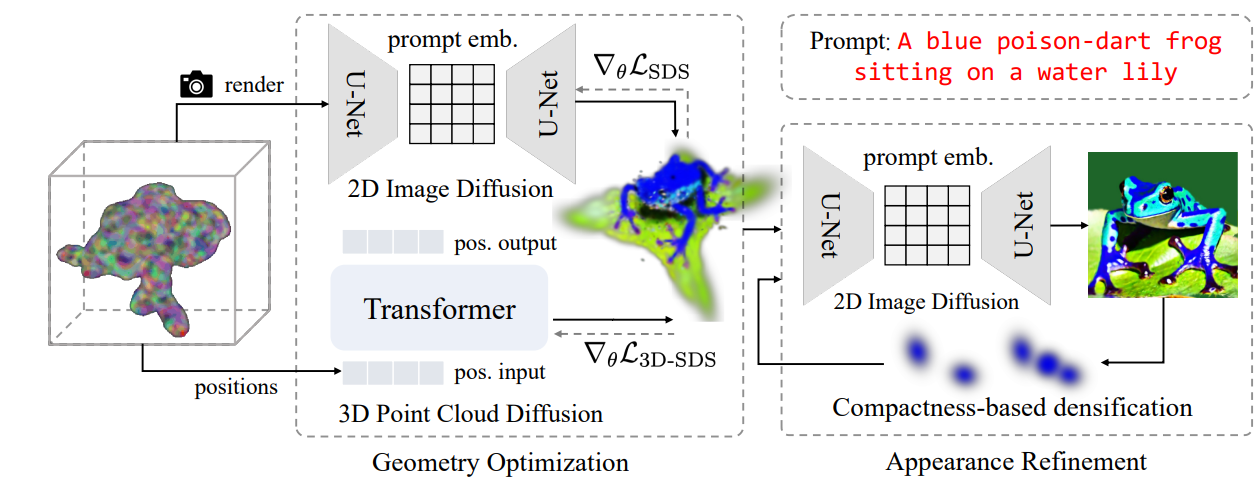 render
positions
U-Net
prompt emb.
U-Net
∇θℒSDS
2D Image Diffusion
pos. output
Transformer
∇θℒ3D-SDS
pos. input
3D Point Cloud Diffusion
Geometry Optimization
Prompt: A blue poison-dart frog
sitting on a water lily
U-Net
prompt emb.
U-Net
2D Image Diffusion
Compactness-based densification
Appearance Refinement